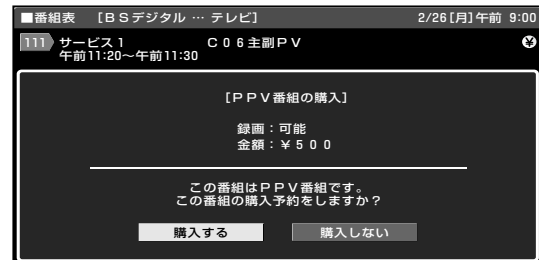 ■番組表 [BSデジタル … テレビ] 2/26[月]午前 9:00
111 サービス1 C06主副PV ¥
午前11:20～午前11:30
[PPV番組の購入]
録画：可能
金額：￥500
この番組はPPV番組です。
この番組の購入予約をしますか？
購入する 購入しない